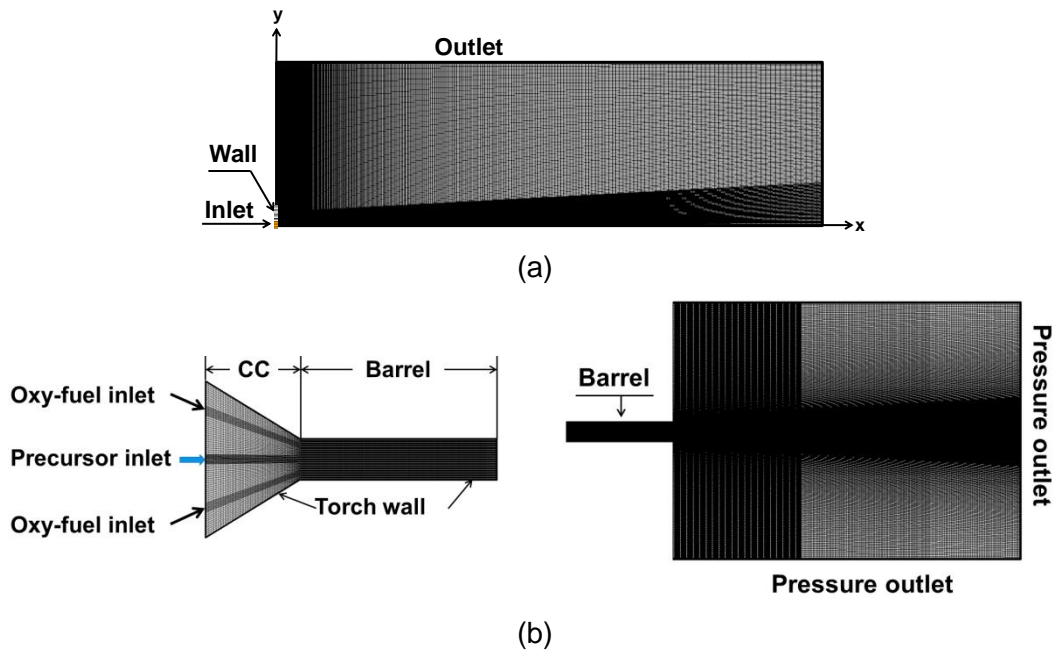 y
Outlet
Wall
Inlet
x
(a)
CC
Barrel
Oxy-fuel inlet
Precursor inlet
Oxy-fuel inlet
Torch wall
Barrel
Pressure outlet
Pressure outlet
(b)